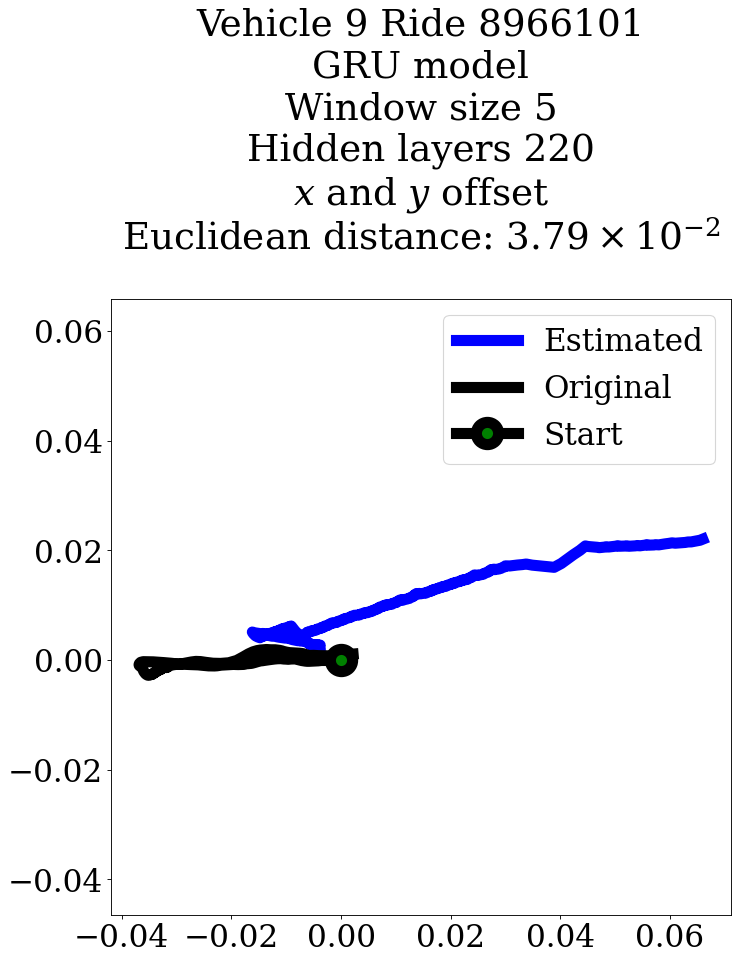 Vehicle 9 Ride 8966101
GRU model
Window size 5
Hidden layers 220
x and y offset
Euclidean distance: 3.79 × 10⁻²
Estimated
Original
Start
0.06
0.04
0.02
0.00
−0.02
−0.04
−0.04 −0.02 0.00 0.02 0.04 0.06